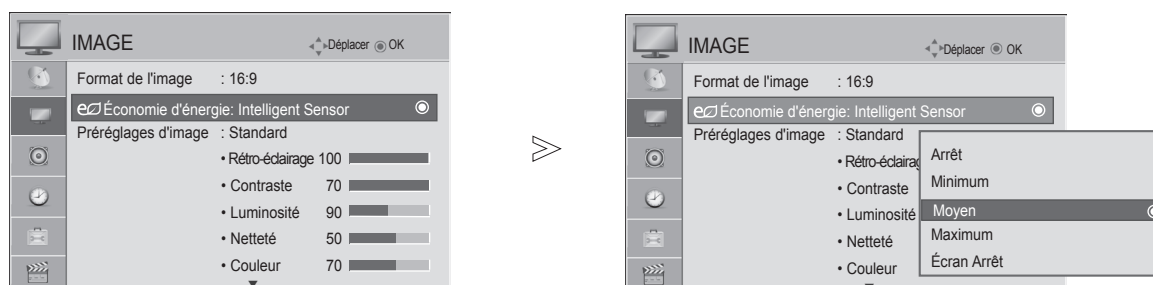 IMAGE Déplacer OK
Format de l'image : 16:9
Économie d'énergie: Intelligent Sensor
Préréglages d'image : Standard
• Rétro-éclairage 100
• Contraste 70
• Luminosité 90
• Netteté 50
• Couleur 70
IMAGE Déplacer OK
Format de l'image : 16:9
Économie d'énergie: Intelligent Sensor
Préréglages d'image : Standard
• Rétro-éclairag
• Contraste
• Luminosité
• Netteté
• Couleur
Arrêt
Minimum
Moyen
Maximum
Écran Arrêt